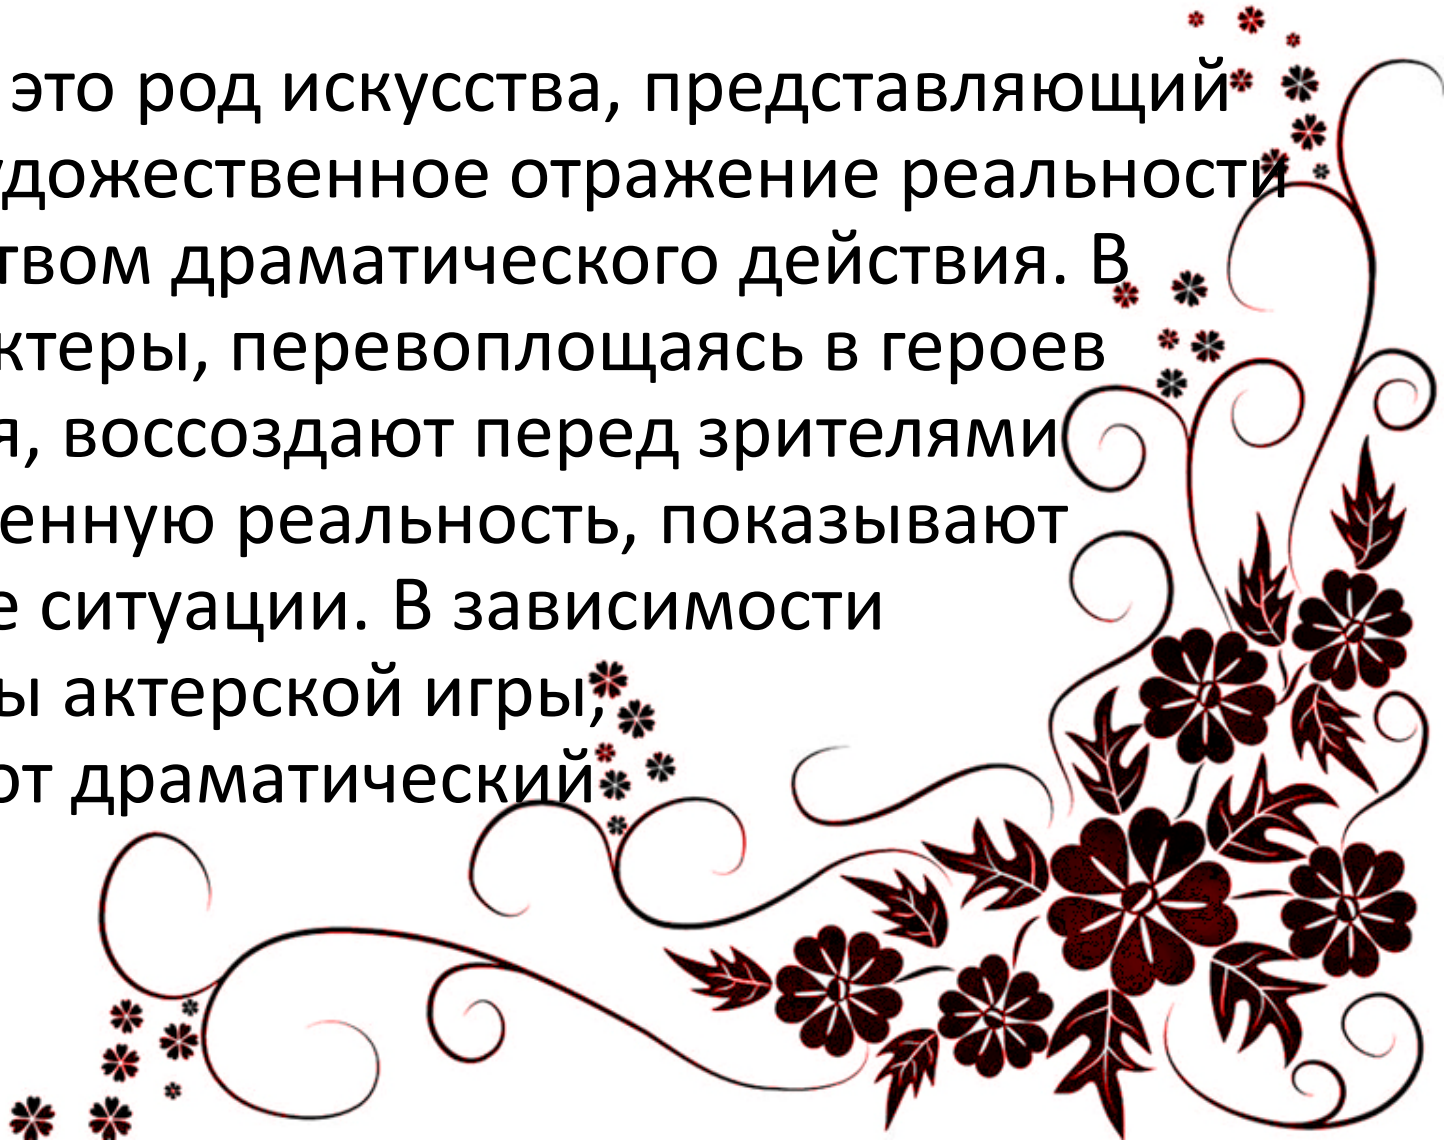 это род искусства, представляющий
удожественное отражение реальности
твом драматического действия. В
ктеры, перевоплощаясь в героев
я, воссоздают перед зрителями
енную реальность, показывают
е ситуации. В зависимости
ы актерской игры,
от драматический